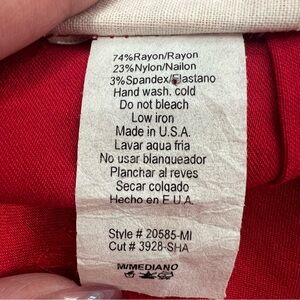 74%Rayon/Rayon
23%Nylon/Nailon
3%Spandex/Elastano
Hand wash, cold
Do not bleach
Low iron
Made in U.S.A.
Lavar agua fria
No usar blanqueador
Planchar al reves
Secar colgado
Hecho en E.U.A.
Style # 20585-MI
Cut # 3928-SHA
M/MEDIANO